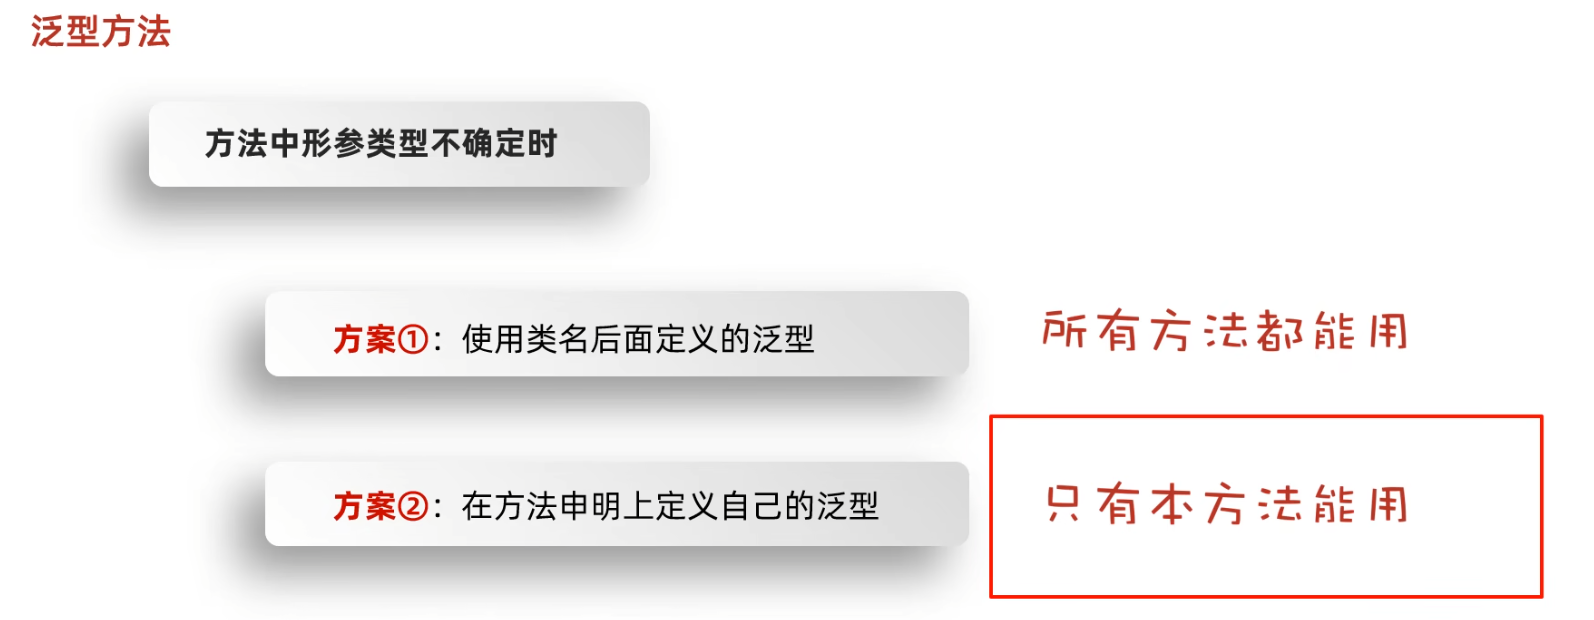 泛型方法
方法中形参类型不确定时
方案①：使用类名后面定义的泛型
所有方法都能用
方案②：在方法申明上定义自己的泛型
只有本方法能用